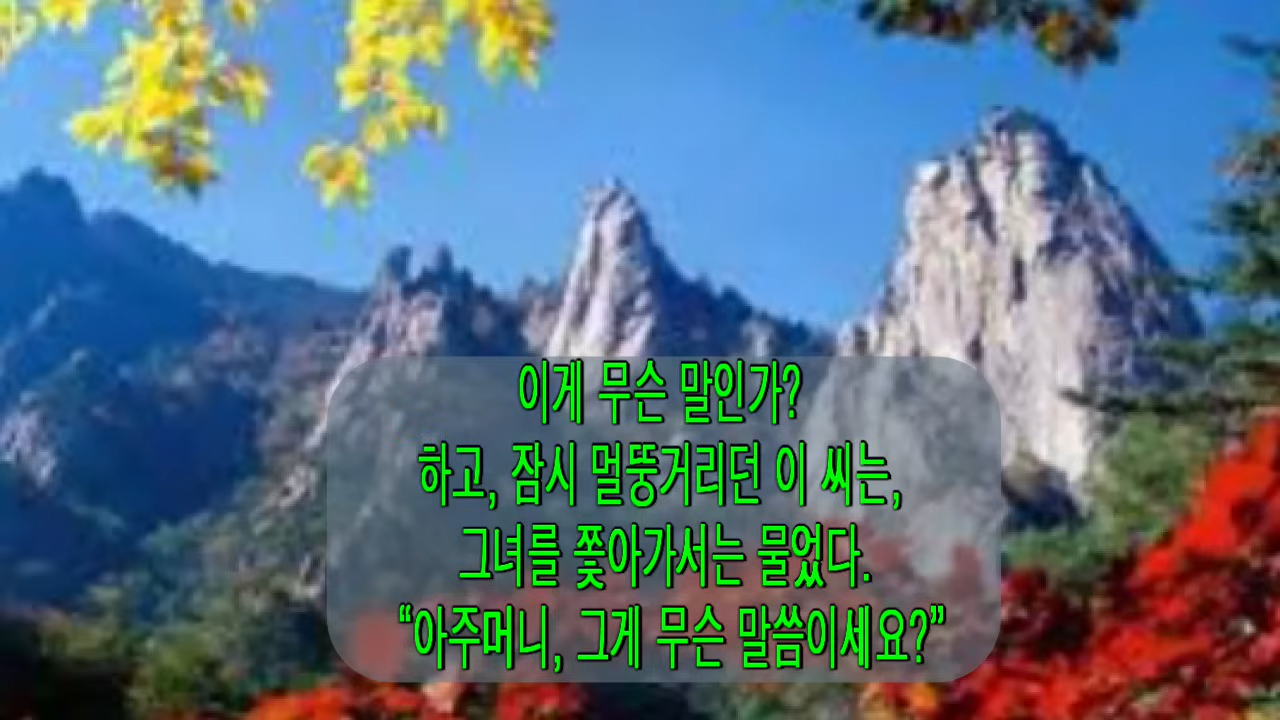 이게 무슨 말인가?
하고, 잠시 멀뚱거리던 이 씨는,
그녀를 쫓아가서는 물었다.
“아주머니, 그게 무슨 말씀이세요?”